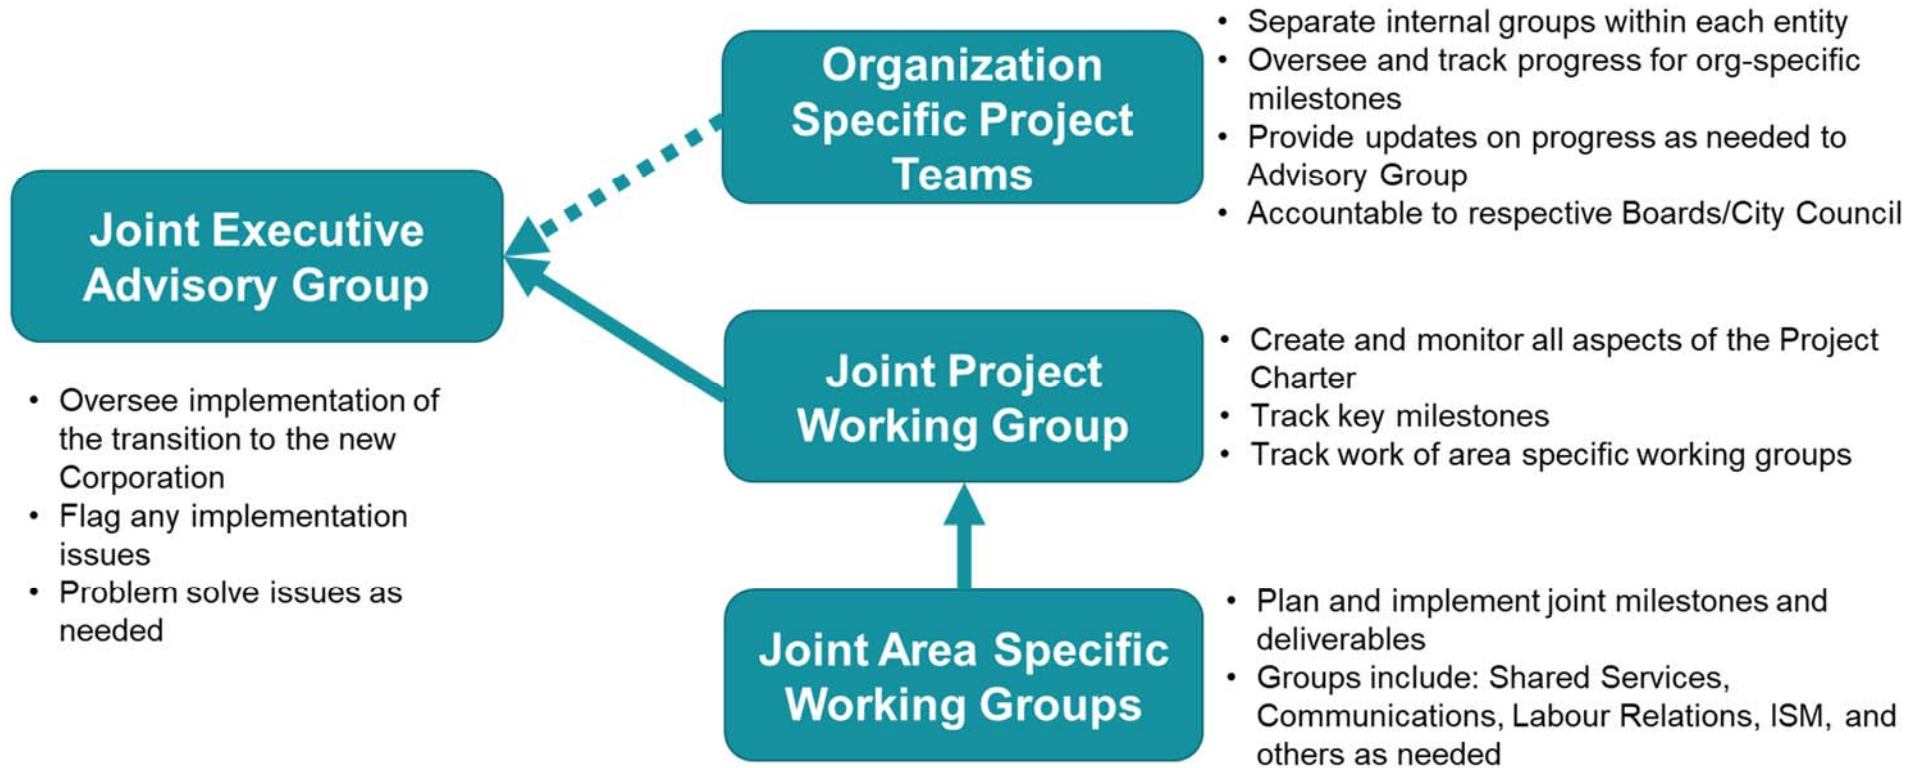 Organization
Specific Project
Teams
• Separate internal groups within each entity
• Oversee and track progress for org-specific
milestones
• Provide updates on progress as needed to
Advisory Group
• Accountable to respective Boards/City Council
Joint Executive
Advisory Group
• Oversee implementation of
the transition to the new
Corporation
• Flag any implementation
issues
• Problem solve issues as
needed
Joint Project
Working Group
• Create and monitor all aspects of the Project
Charter
• Track key milestones
• Track work of area specific working groups
Joint Area Specific
Working Groups
• Plan and implement joint milestones and
deliverables
• Groups include: Shared Services,
Communications, Labour Relations, ISM, and
others as needed